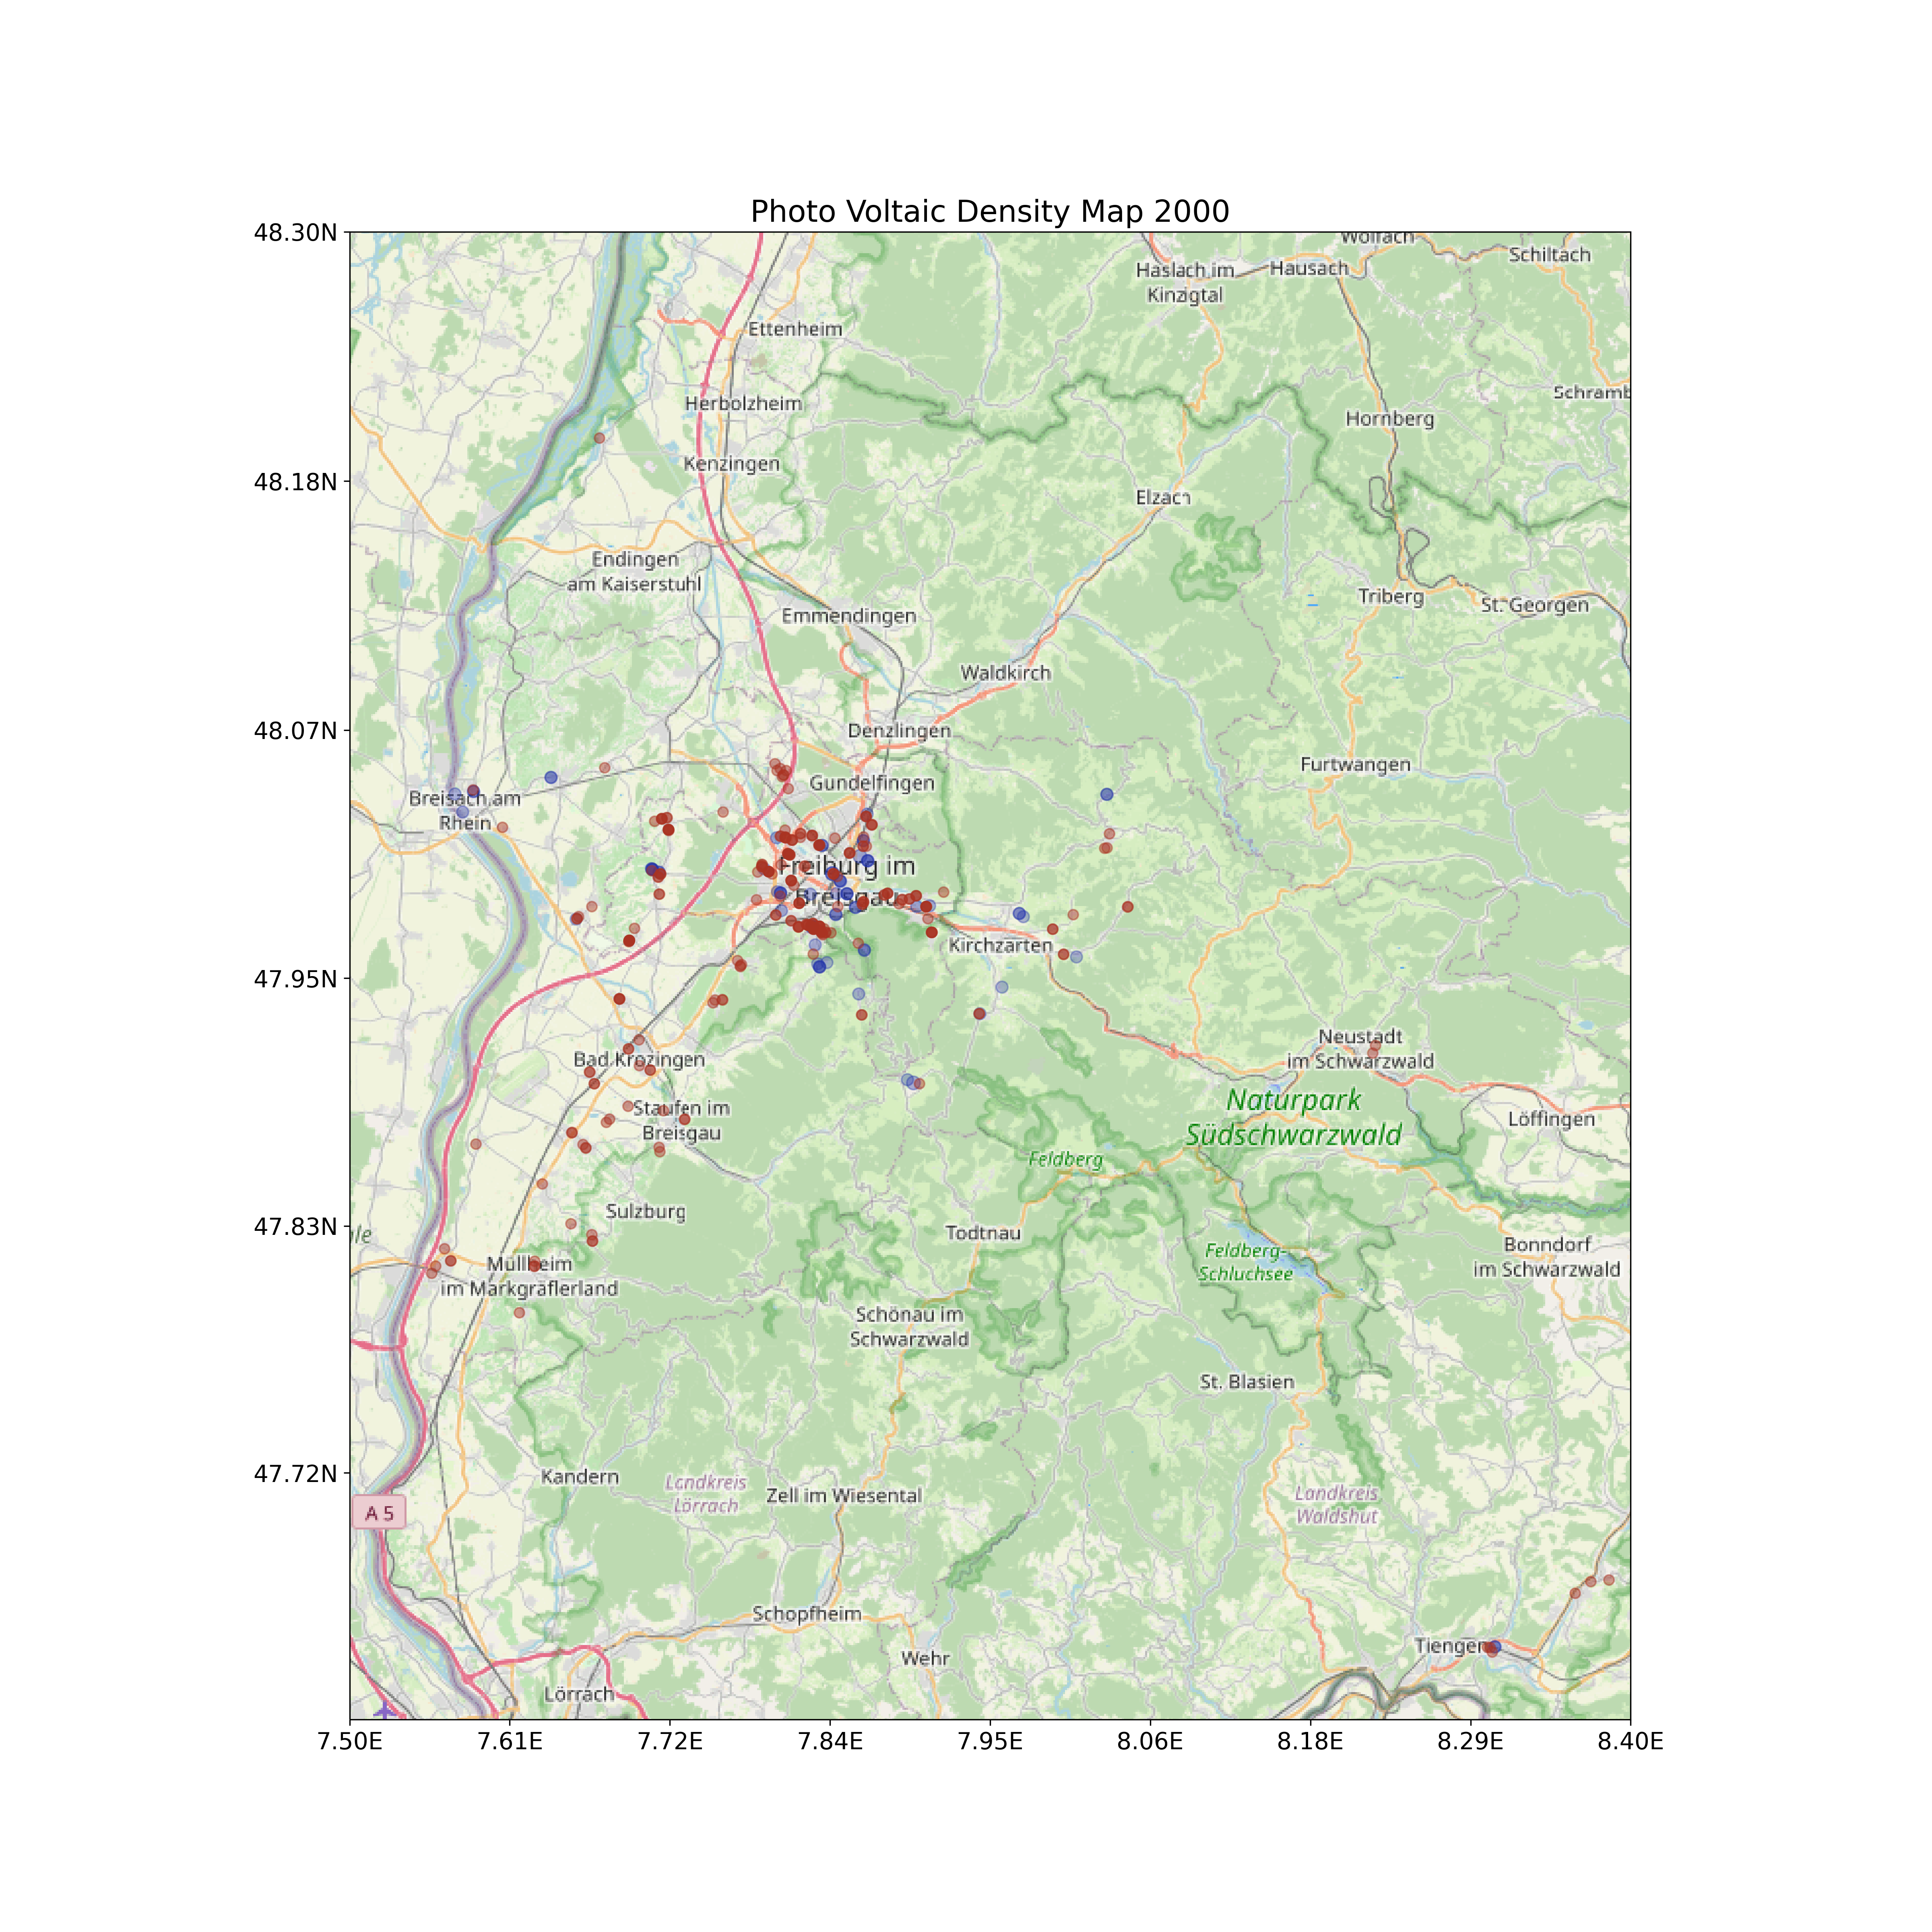 Photo Voltaic Density Map 2000
48.30N
Wolfach
Schiltach
Haslach im
Kinzigtal
Hausach
Ettenheim
Schramb
Herbolzheim
Hornberg
Kenzingen
48.18N
Elzach
Endingen
am Kaiserstuhl
Triberg
St. Georgen
Emmendingen
Waldkirch
48.07N
Denzlingen
Furtwangen
Gundelfingen
Breisach am
Rhein
Freiburg im
Breisgau
Kirchzarten
47.95N
Neustadt
im Schwarzwald
Bad Krozingen
Naturpark
Südschwarzwald
Staufen im
Breisgau
Löffingen
Feldberg
Sulzburg
47.83N
Todtnau
le
Feldberg-
Schluchsee
Bonndorf
im Schwarzwald
Müllheim
im Markgräflerland
Schönau im
Schwarzwald
St. Blasien
47.72N
Kandern
Landkreis
Lörrach
Zell im Wiesental
Landkreis
Waldshut
A 5
Schopfheim
Tiengen
Wehr
Lörrach
7.50E
7.61E
7.72E
7.84E
7.95E
8.06E
8.18E
8.29E
8.40E